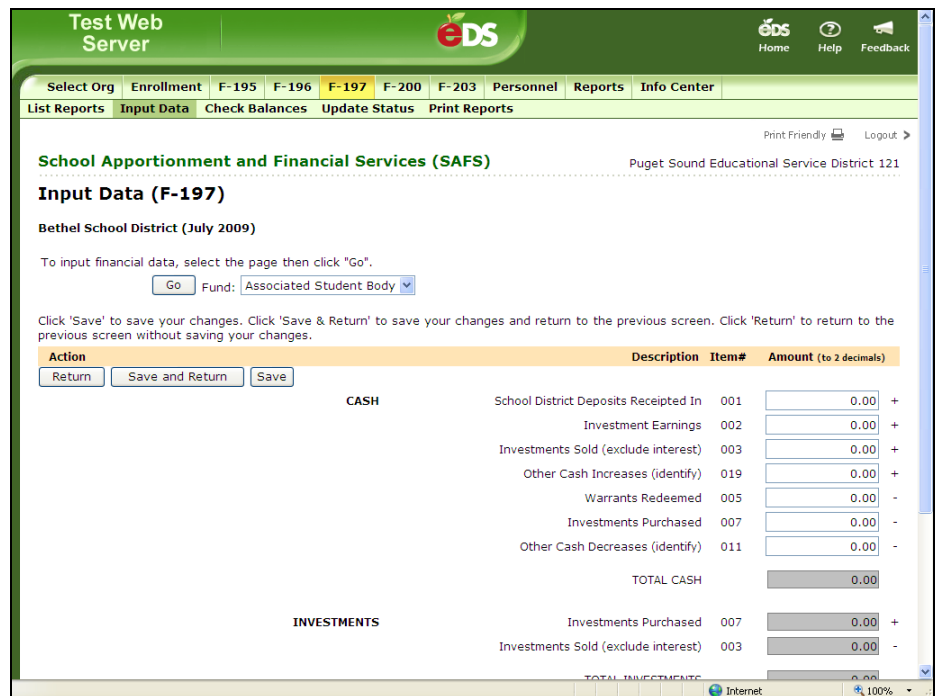 Test Web
Server
eDS
eDS
Home Help Feedback
Select Org Enrollment F-195 F-196 F-197 F-200 F-203 Personnel Reports Info Center
List Reports Input Data Check Balances Update Status Print Reports
Print Friendly Logout >
School Apportionment and Financial Services (SAFS) Puget Sound Educational Service District 121
Input Data (F-197)
Bethel School District (July 2009)
To input financial data, select the page then click "Go".
Go Fund: Associated Student Body
Click 'Save' to save your changes. Click 'Save & Return' to save your changes and return to the previous screen. Click 'Return' to return to the
previous screen without saving your changes.
Action Description Item# Amount (to 2 decimals)
Return Save and Return Save
CASH School District Deposits Receipted In 001 0.00 +
Investment Earnings 002 0.00 +
Investments Sold (exclude interest) 003 0.00 +
Other Cash Increases (identify) 019 0.00 +
Warrants Redeemed 005 0.00 -
Investments Purchased 007 0.00 -
Other Cash Decreases (identify) 011 0.00 -
TOTAL CASH 0.00
INVESTMENTS Investments Purchased 007 0.00 +
Investments Sold (exclude interest) 003 0.00 -
TOTAL INVESTMENTS 0.00
Internet 100%